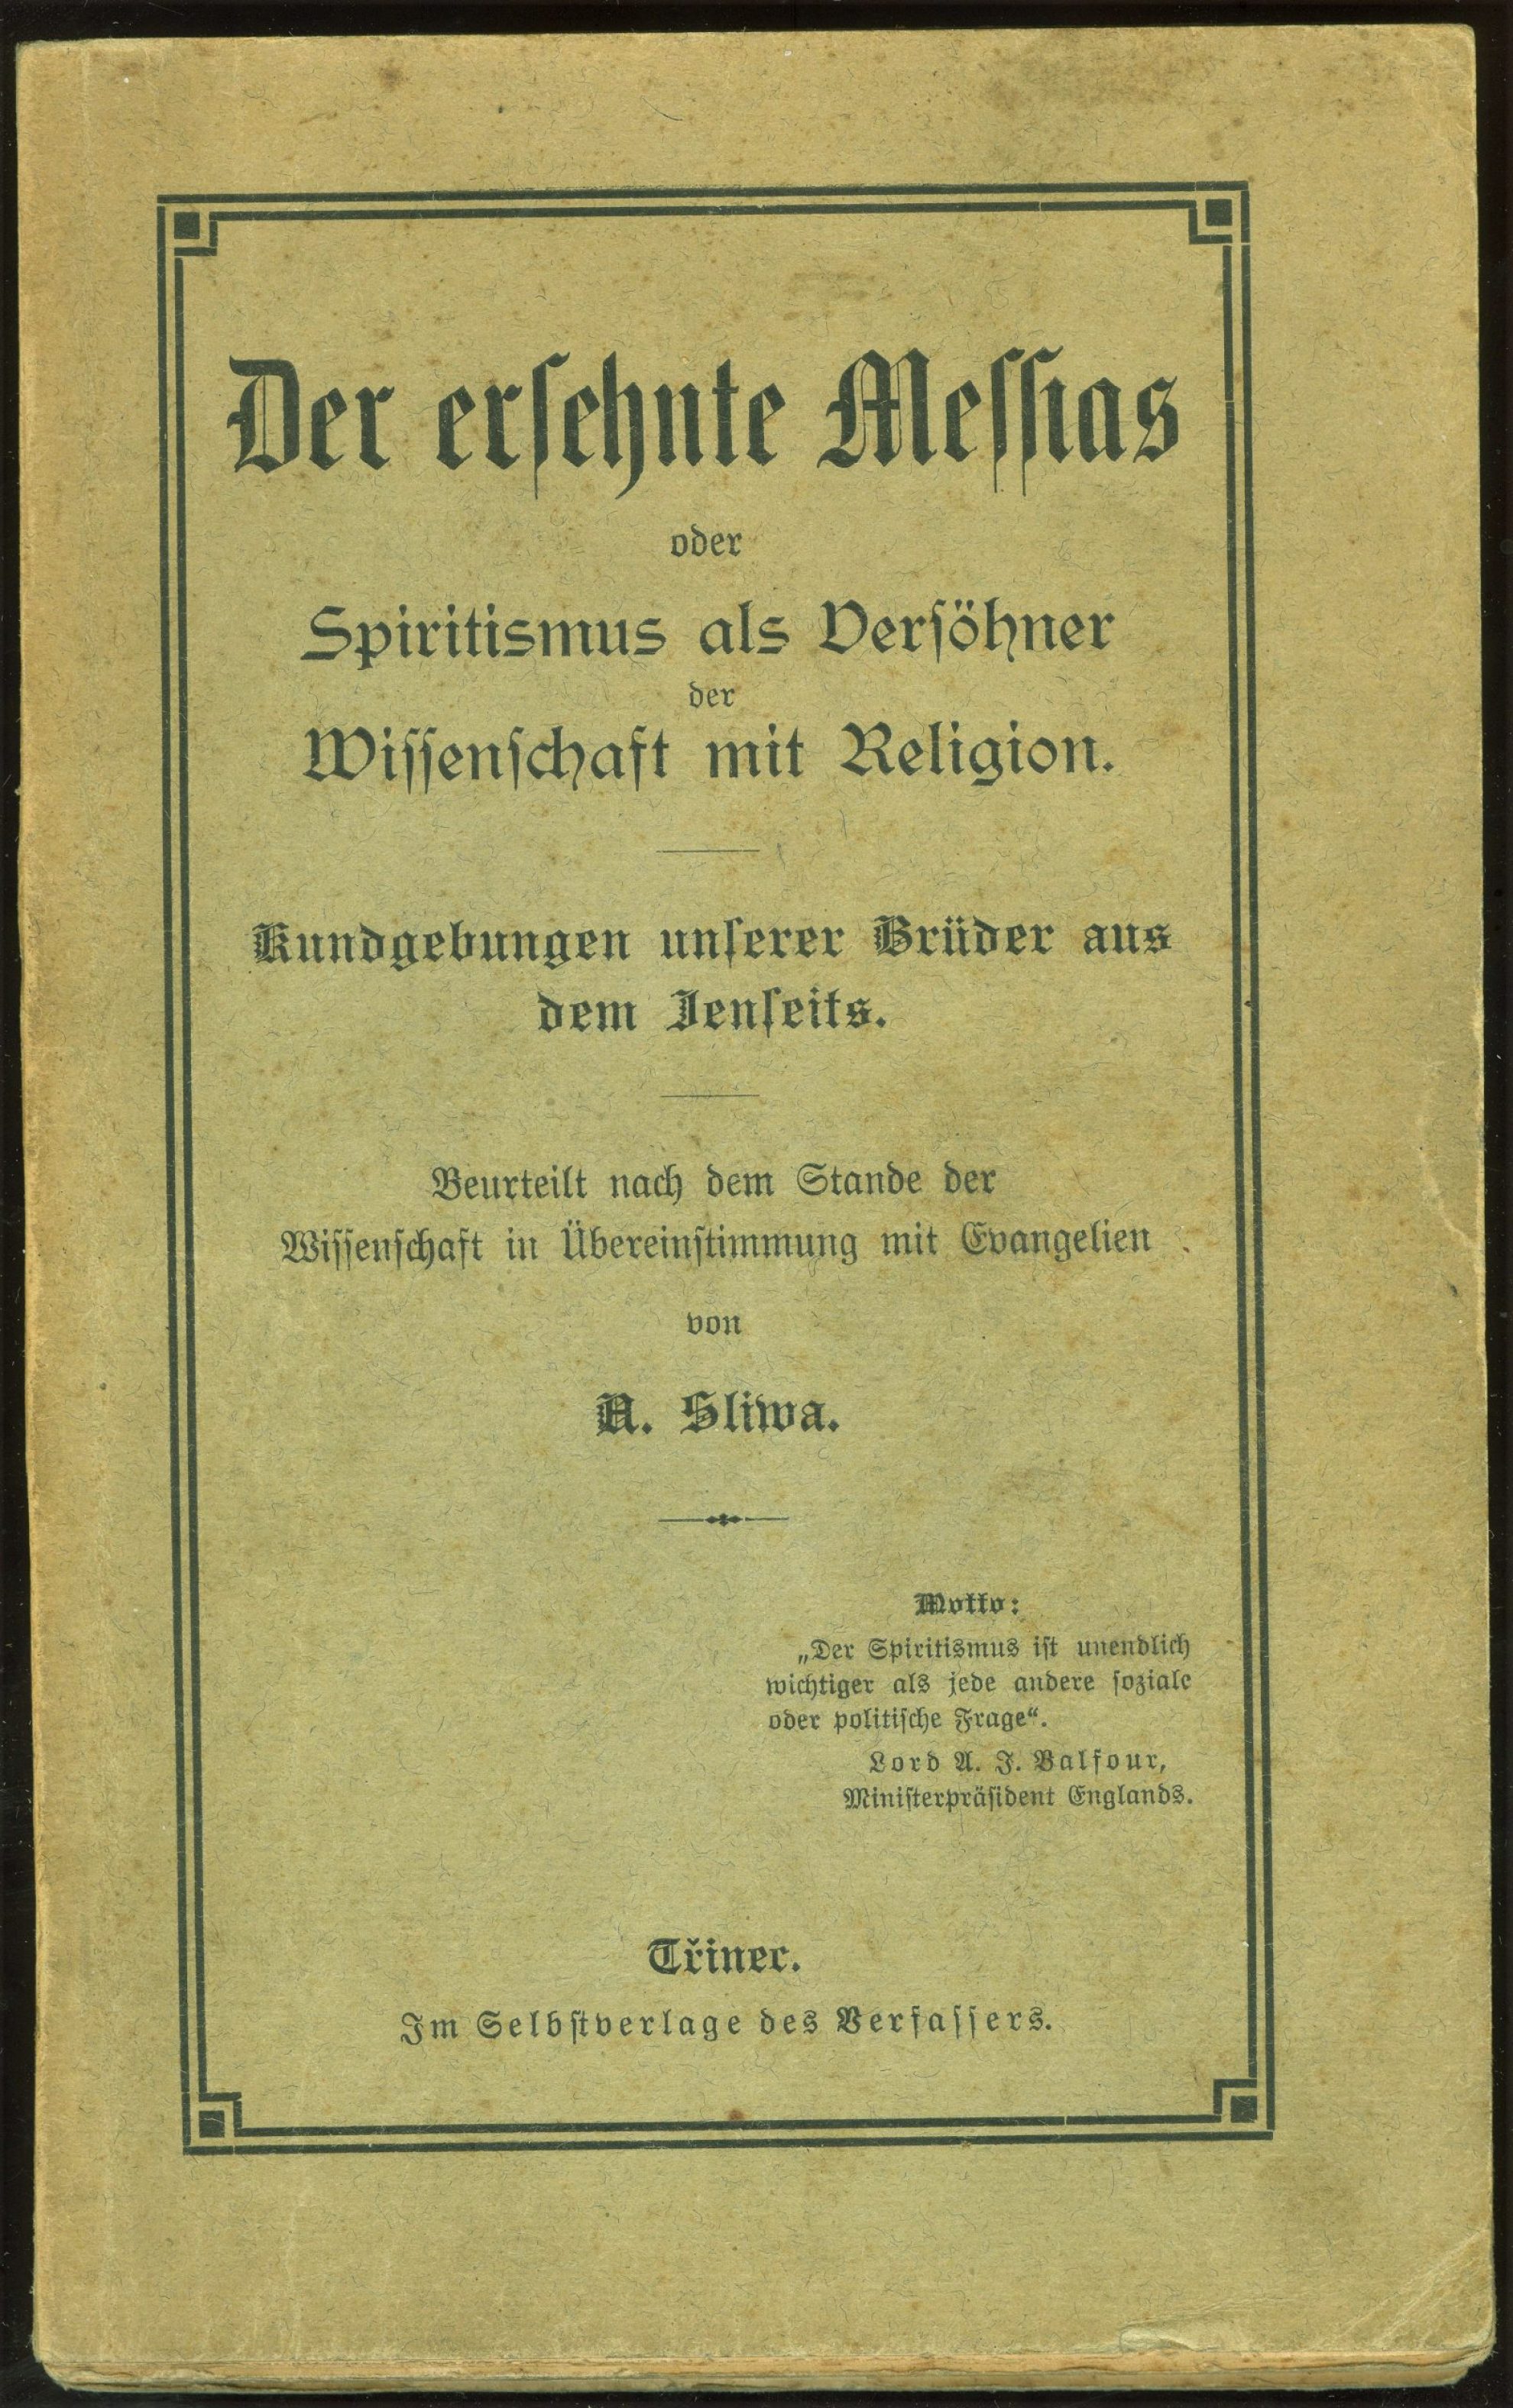 Der erſehnte Meſſias
oder
Spiritismus als Verſöhner
der
Wiſſenſchaft mit Religion.
Kundgebungen unſerer Brüder aus
dem Jenſeits.
Beurteilt nach dem Stande der
Wiſſenſchaft in Übereinſtimmung mit Evangelien
von
A. Sliwa.
Motto:
„Der Spiritismus iſt unendlich
wichtiger als jede andere ſoziale
oder politiſche Frage“.
Lord A. J. Balfour,
Miniſterpräſident Englands.
Třinec.
Im Selbſtverlage des Verfaſſers.